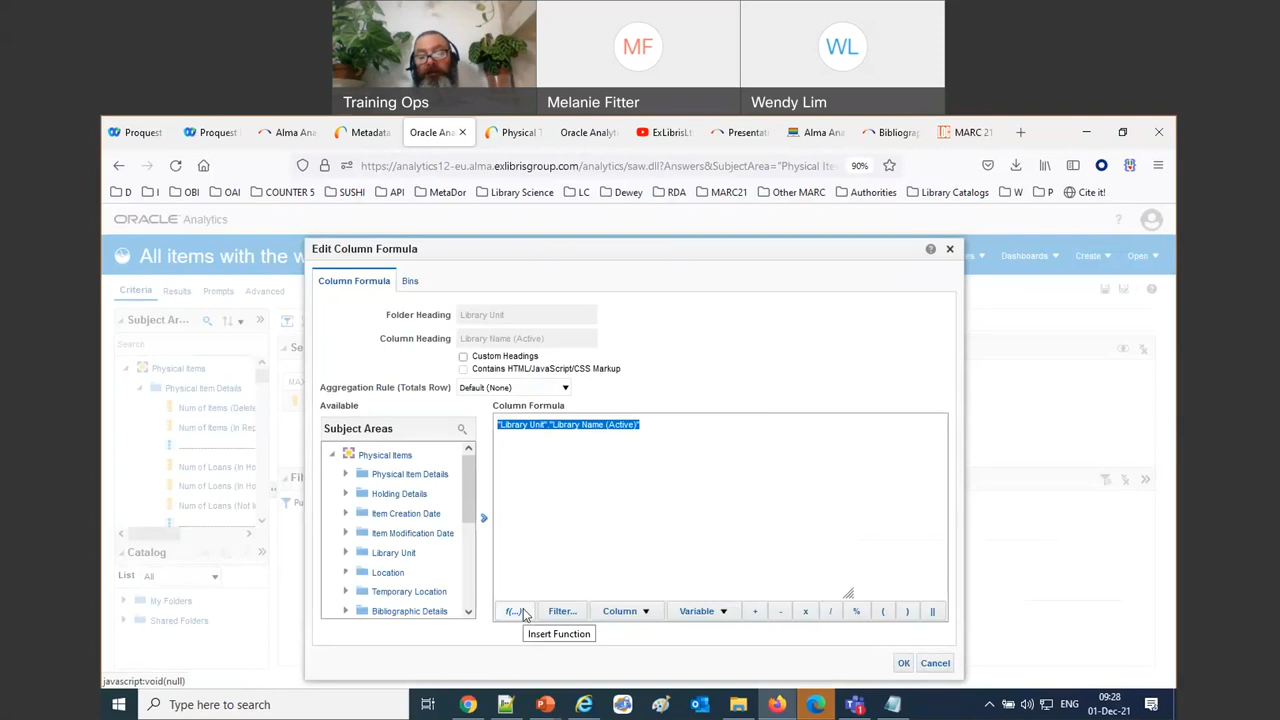 MF
WL
Training Ops
Melanie Fitter
Wendy Lim
Proquest
Proquest
Alma Ana
Metadata
Oracle Ana
Physical T
Oracle Analytic
ExLibrisLt
Presentat
Alma Ana
Bibliograp
MARC 21
https://analytics12-eu.alma.exlibrisgroup.com/analytics/saw.dll?Answers&SubjectArea="Physical Ite
90%
D
I
OBI
OAI
COUNTER 5
SUSHI
API
MetaDor
Library Science
LC
Dewey
RDA
MARC21
Other MARC
Authorities
Library Catalogs
W
P
Cite it!
ORACLE Analytics
All items with the w
Dashboards
Create
Open
Criteria
Results
Prompts
Advanced
Subject Ar...
Search
Physical Items
Physical Item Details
Num of Items (Delete
Num of Items (In Rep
Num of Loans (In Ho
Num of Loans (In Ho
Num of Loans (Not In
Catalog
List All
My Folders
Shared Folders
Edit Column Formula
Column Formula
Bins
Folder Heading Library Unit
Column Heading Library Name (Active)
Custom Headings
Contains HTML/JavaScript/CSS Markup
Aggregation Rule (Totals Row) Default (None)
Available
Column Formula
Subject Areas
"Library Unit"."Library Name (Active)"
Physical Items
Physical Item Details
Holding Details
Item Creation Date
Item Modification Date
Library Unit
Location
Temporary Location
Bibliographic Details
f(...)
Filter...
Column
Variable
+ - x / % ( ) ||
Insert Function
OK
Cancel
javascript:void(null)
Type here to search
ENG
09:28
01-Dec-21